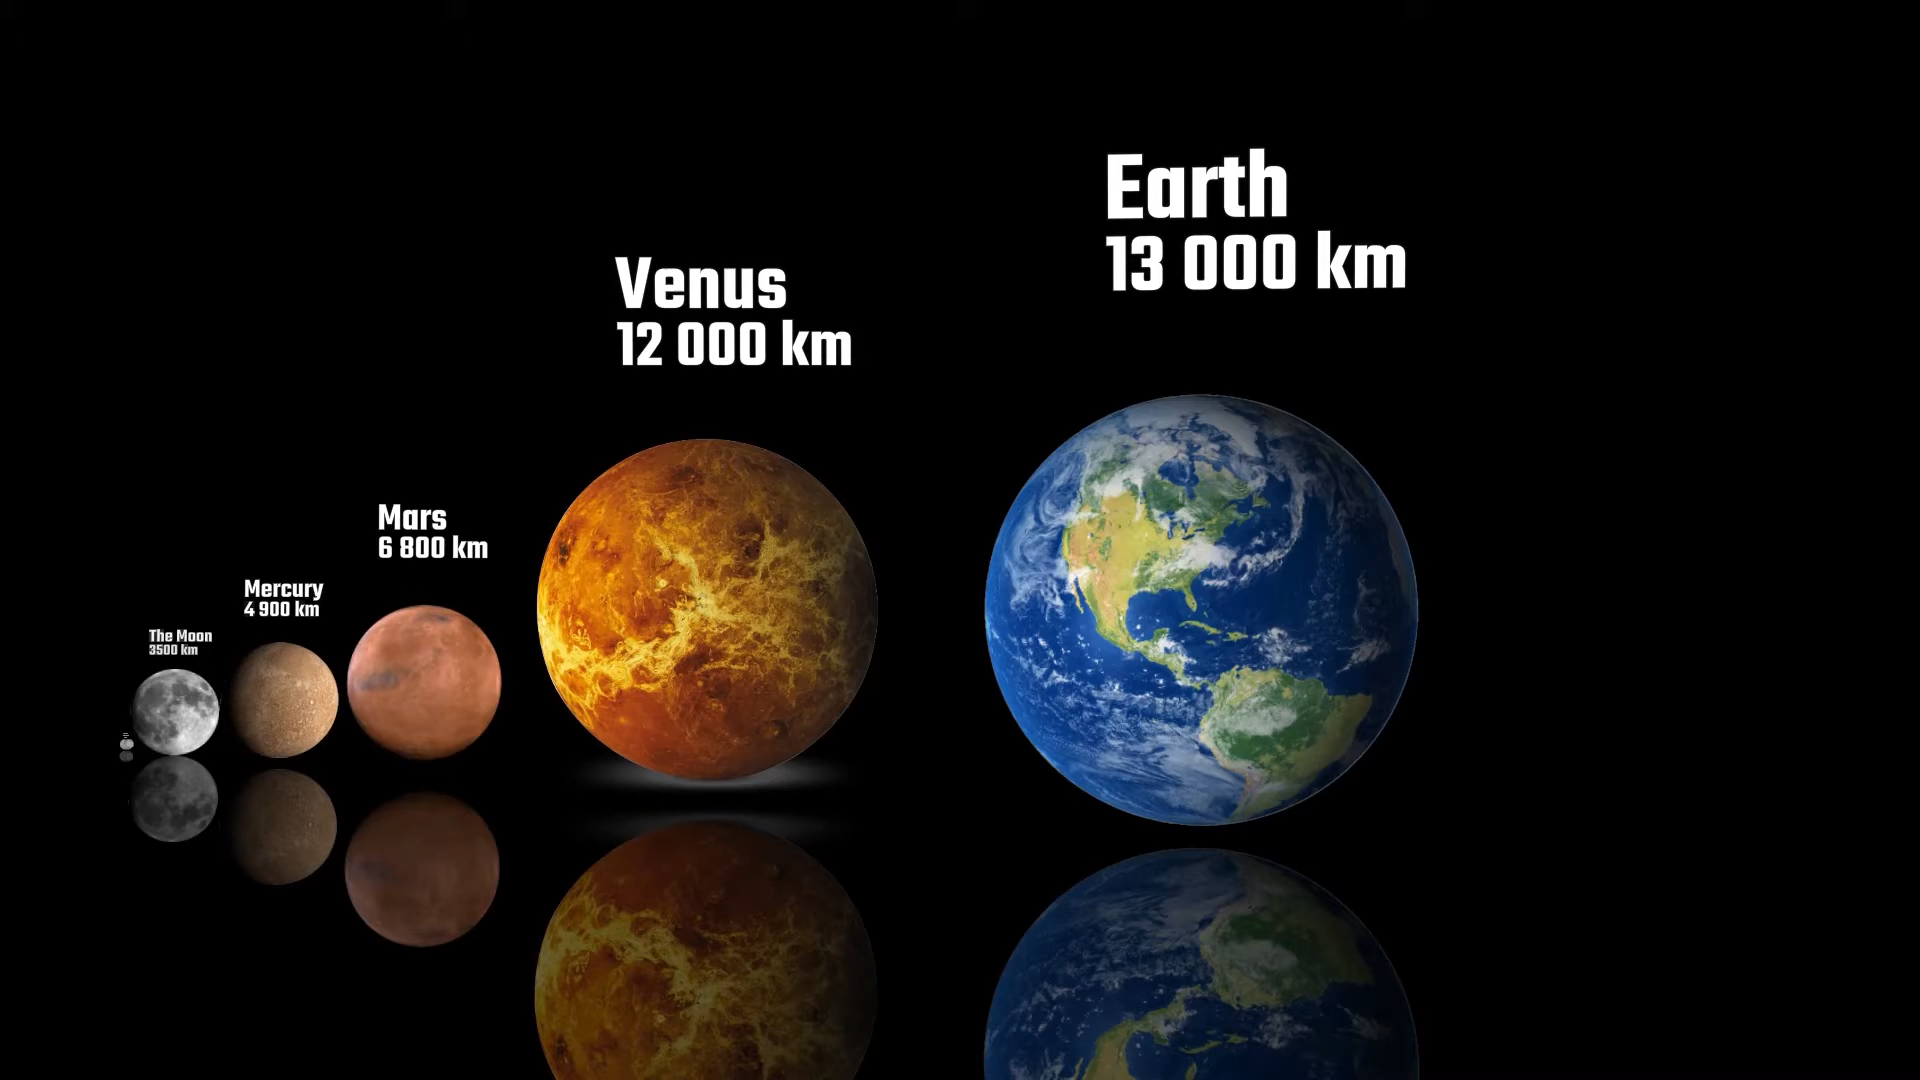 Earth
13 000 km
Venus
12 000 km
Mars
6 800 km
Mercury
4 900 km
The Moon
3500 km